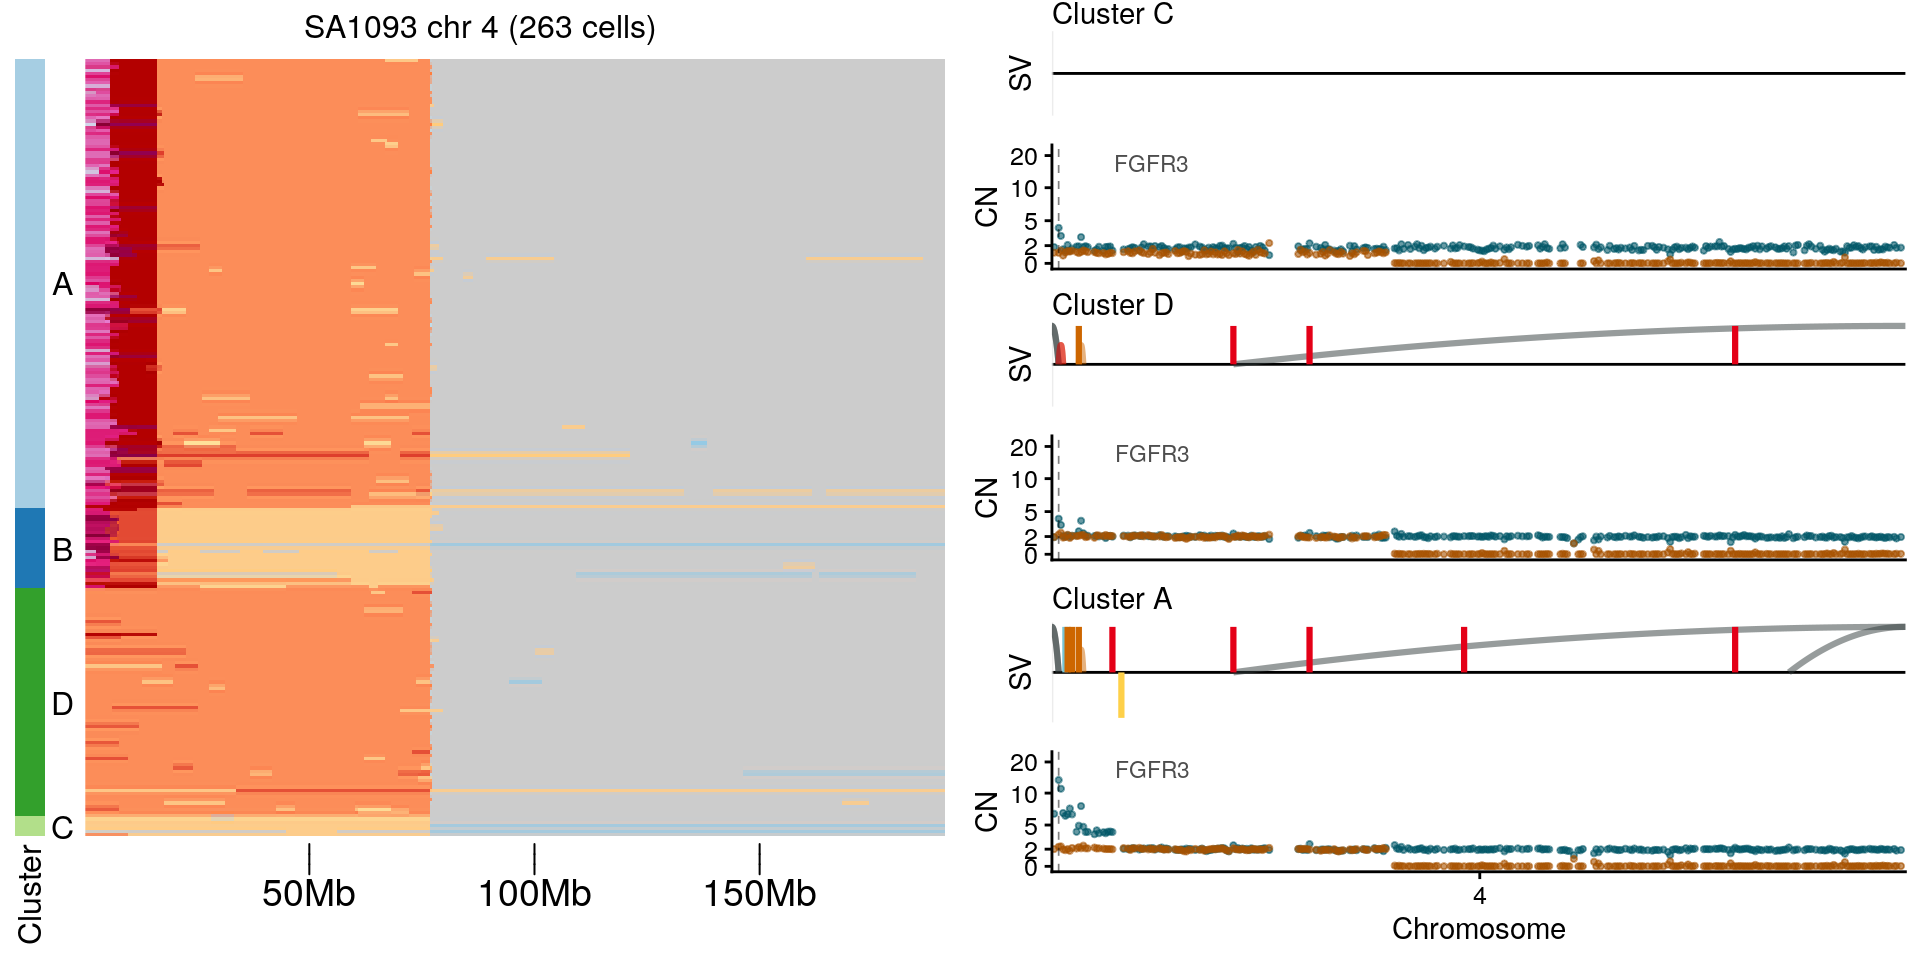 SA1093 chr 4 (263 cells)
A
B
D
C
Cluster
50Mb
100Mb
150Mb
Cluster C
SV
CN
20
10
5
2
0
FGFR3
Cluster D
SV
CN
20
10
5
2
0
FGFR3
Cluster A
SV
CN
20
10
5
2
0
FGFR3
4
Chromosome